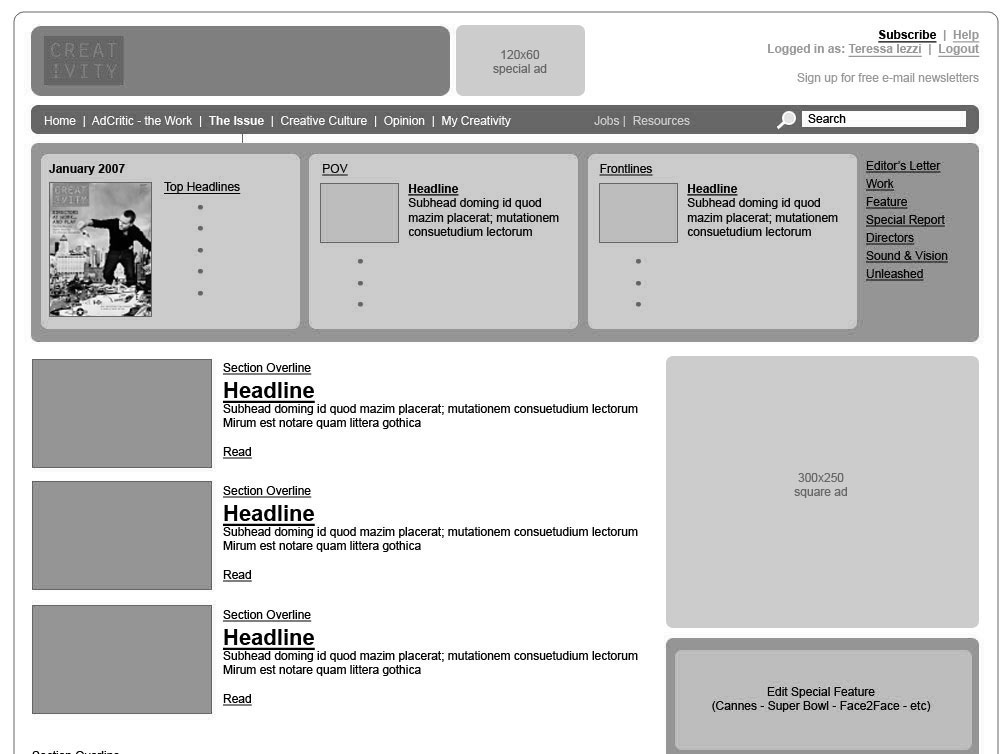 CREAT
IVITY
120x60
special ad
Subscribe | Help
Logged in as: Teressa Iezzi | Logout
Sign up for free e-mail newsletters
Home | AdCritic - the Work | The Issue | Creative Culture | Opinion | My Creativity
Jobs | Resources
Search
January 2007
CREAT
IVITY
DIRECTORS
AT WORK...
AND PLAY
Top Headlines
POV
Headline
Subhead doming id quod
mazim placerat; mutationem
consuetudium lectorum
Frontlines
Headline
Subhead doming id quod
mazim placerat; mutationem
consuetudium lectorum
Editor's Letter
Work
Feature
Special Report
Directors
Sound & Vision
Unleashed
Section Overline
Headline
Subhead doming id quod mazim placerat; mutationem consuetudium lectorum
Mirum est notare quam littera gothica
Read
Section Overline
Headline
Subhead doming id quod mazim placerat; mutationem consuetudium lectorum
Mirum est notare quam littera gothica
Read
Section Overline
Headline
Subhead doming id quod mazim placerat; mutationem consuetudium lectorum
Mirum est notare quam littera gothica
Read
Section Overline
300x250
square ad
Edit Special Feature
(Cannes - Super Bowl - Face2Face - etc)